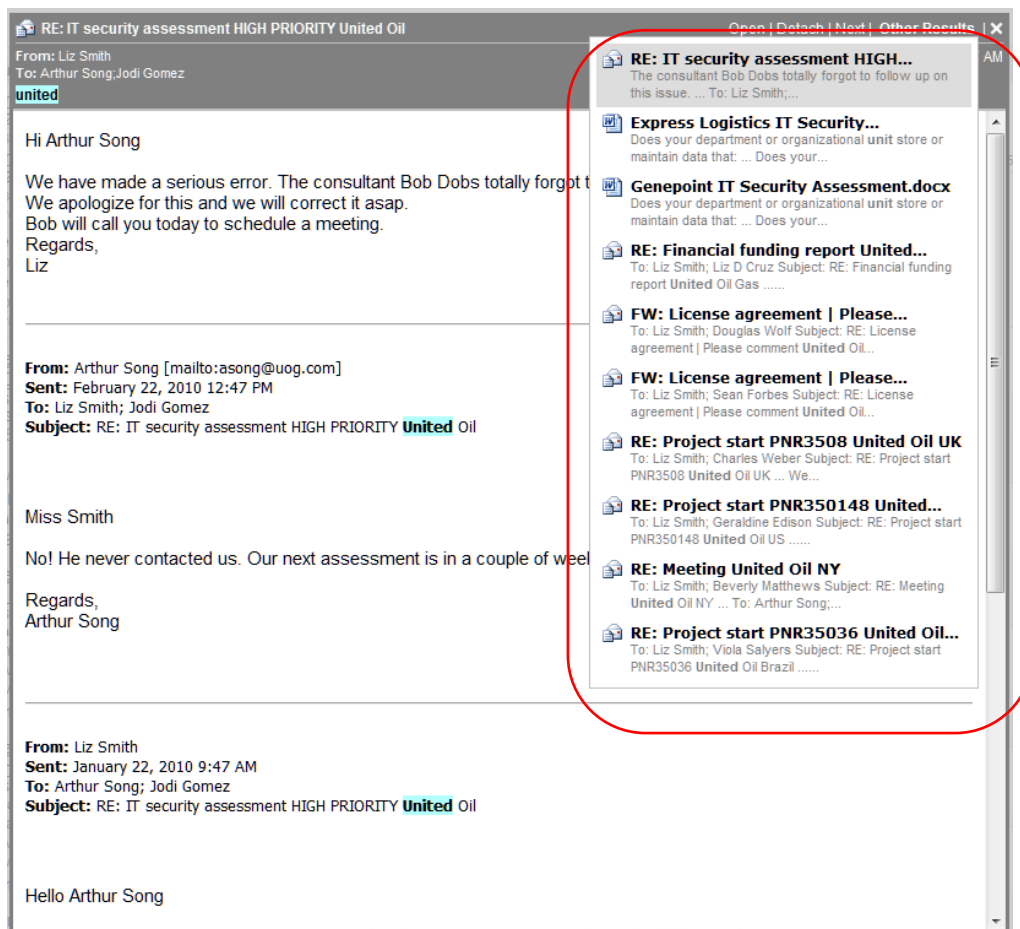 RE: IT security assessment HIGH PRIORITY United Oil
Open | Detach | Next | Other Results | X
From: Liz Smith
AM
To: Arthur Song;Jodi Gomez
united
Hi Arthur Song
We have made a serious error. The consultant Bob Dobs totally forgot t
We apologize for this and we will correct it asap.
Bob will call you today to schedule a meeting.
Regards,
Liz
From: Arthur Song [mailto:asong@uog.com]
Sent: February 22, 2010 12:47 PM
To: Liz Smith; Jodi Gomez
Subject: RE: IT security assessment HIGH PRIORITY United Oil
Miss Smith
No! He never contacted us. Our next assessment is in a couple of weel
Regards,
Arthur Song
From: Liz Smith
Sent: January 22, 2010 9:47 AM
To: Arthur Song; Jodi Gomez
Subject: RE: IT security assessment HIGH PRIORITY United Oil
Hello Arthur Song
RE: IT security assessment HIGH...
The consultant Bob Dobs totally forgot to follow up on
this issue. ... To: Liz Smith;...
Express Logistics IT Security...
Does your department or organizational unit store or
maintain data that: ... Does your...
Genepoint IT Security Assessment.docx
Does your department or organizational unit store or
maintain data that: ... Does your...
RE: Financial funding report United...
To: Liz Smith; Liz D Cruz Subject: RE: Financial funding
report United Oil Gas ......
FW: License agreement | Please...
To: Liz Smith; Douglas Wolf Subject: RE: License
agreement | Please comment United Oil...
FW: License agreement | Please...
To: Liz Smith; Sean Forbes Subject: RE: License
agreement | Please comment United Oil...
RE: Project start PNR3508 United Oil UK
To: Liz Smith; Charles Weber Subject: RE: Project start
PNR3508 United Oil UK ... We...
RE: Project start PNR350148 United...
To: Liz Smith; Geraldine Edison Subject: RE: Project start
PNR350148 United Oil US ......
RE: Meeting United Oil NY
To: Liz Smith; Beverly Matthews Subject: RE: Meeting
United Oil NY ... To: Arthur Song;...
RE: Project start PNR35036 United Oil...
To: Liz Smith; Viola Salyers Subject: RE: Project start
PNR35036 United Oil Brazil ......